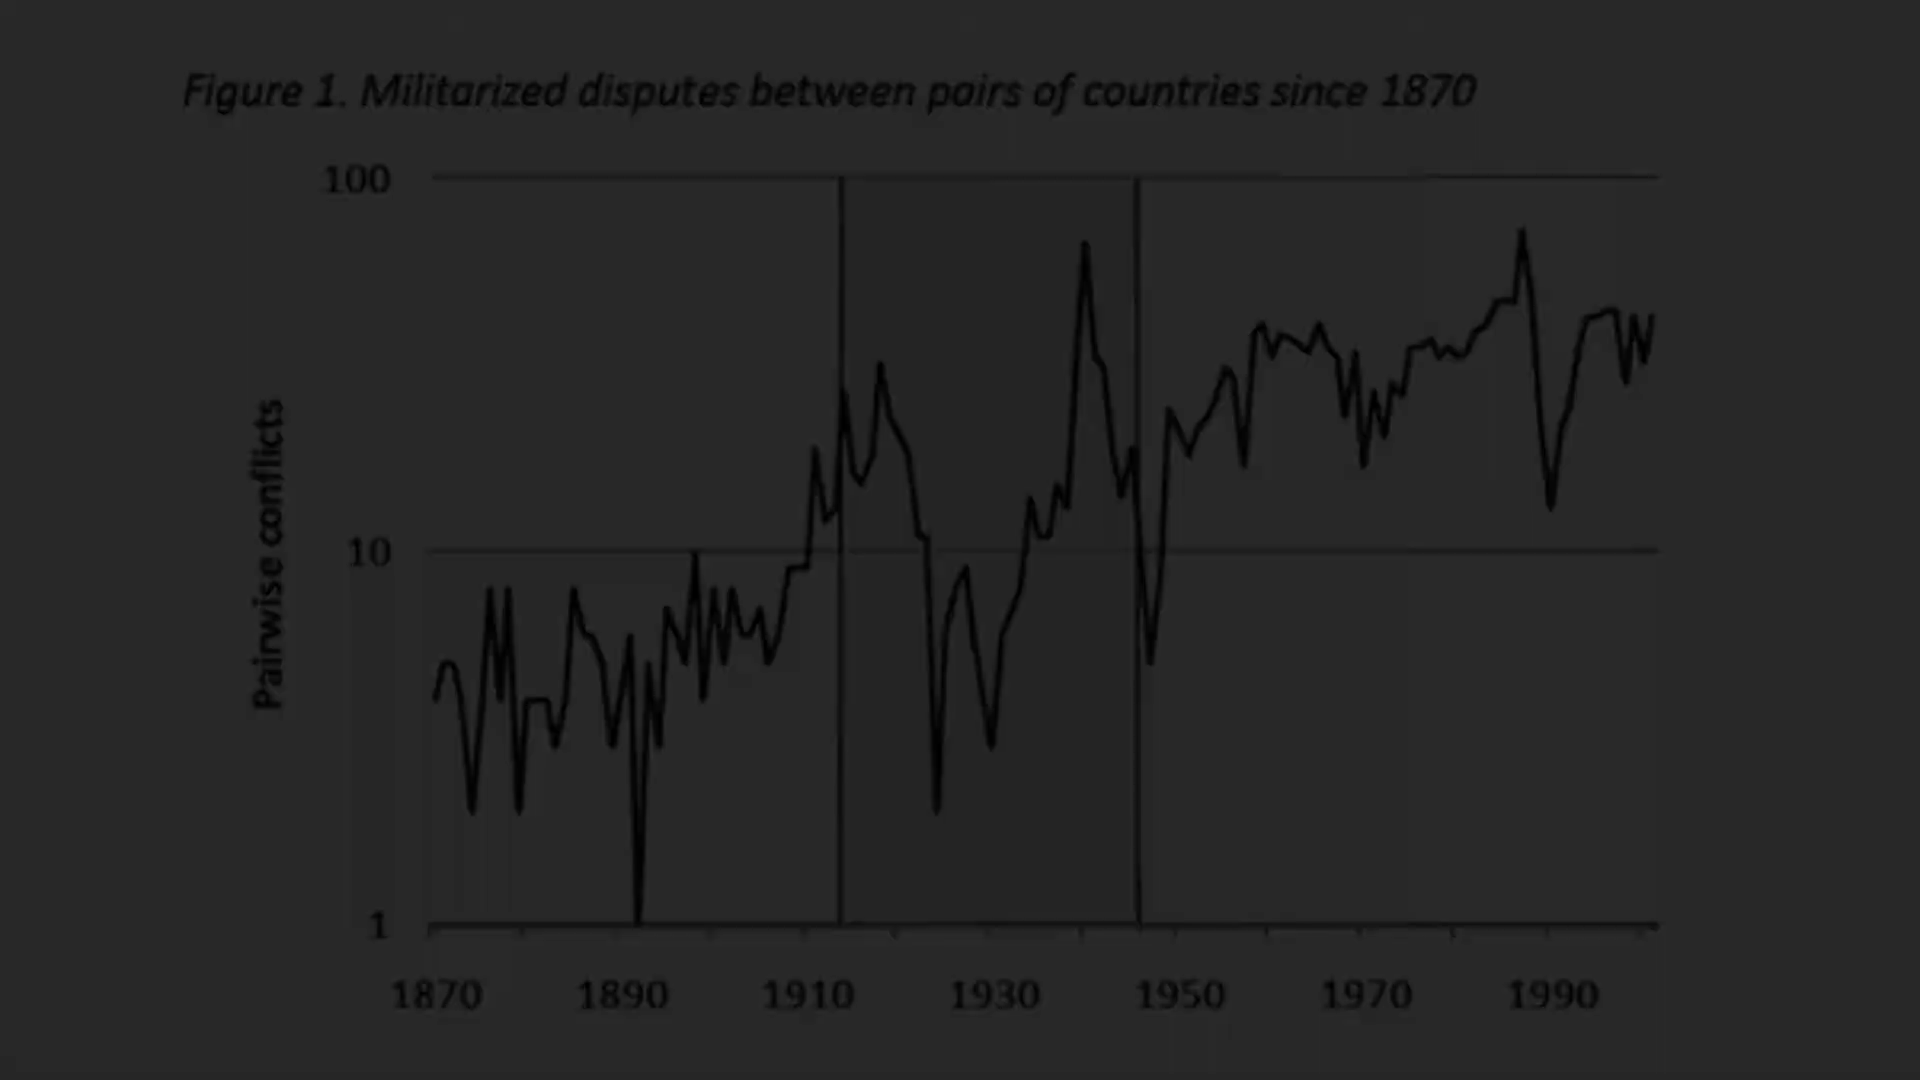 Figure 1. Militarized disputes between pairs of countries since 1870
100
10
1
Pairwise conflicts
1870 1890 1910 1930 1950 1970 1990